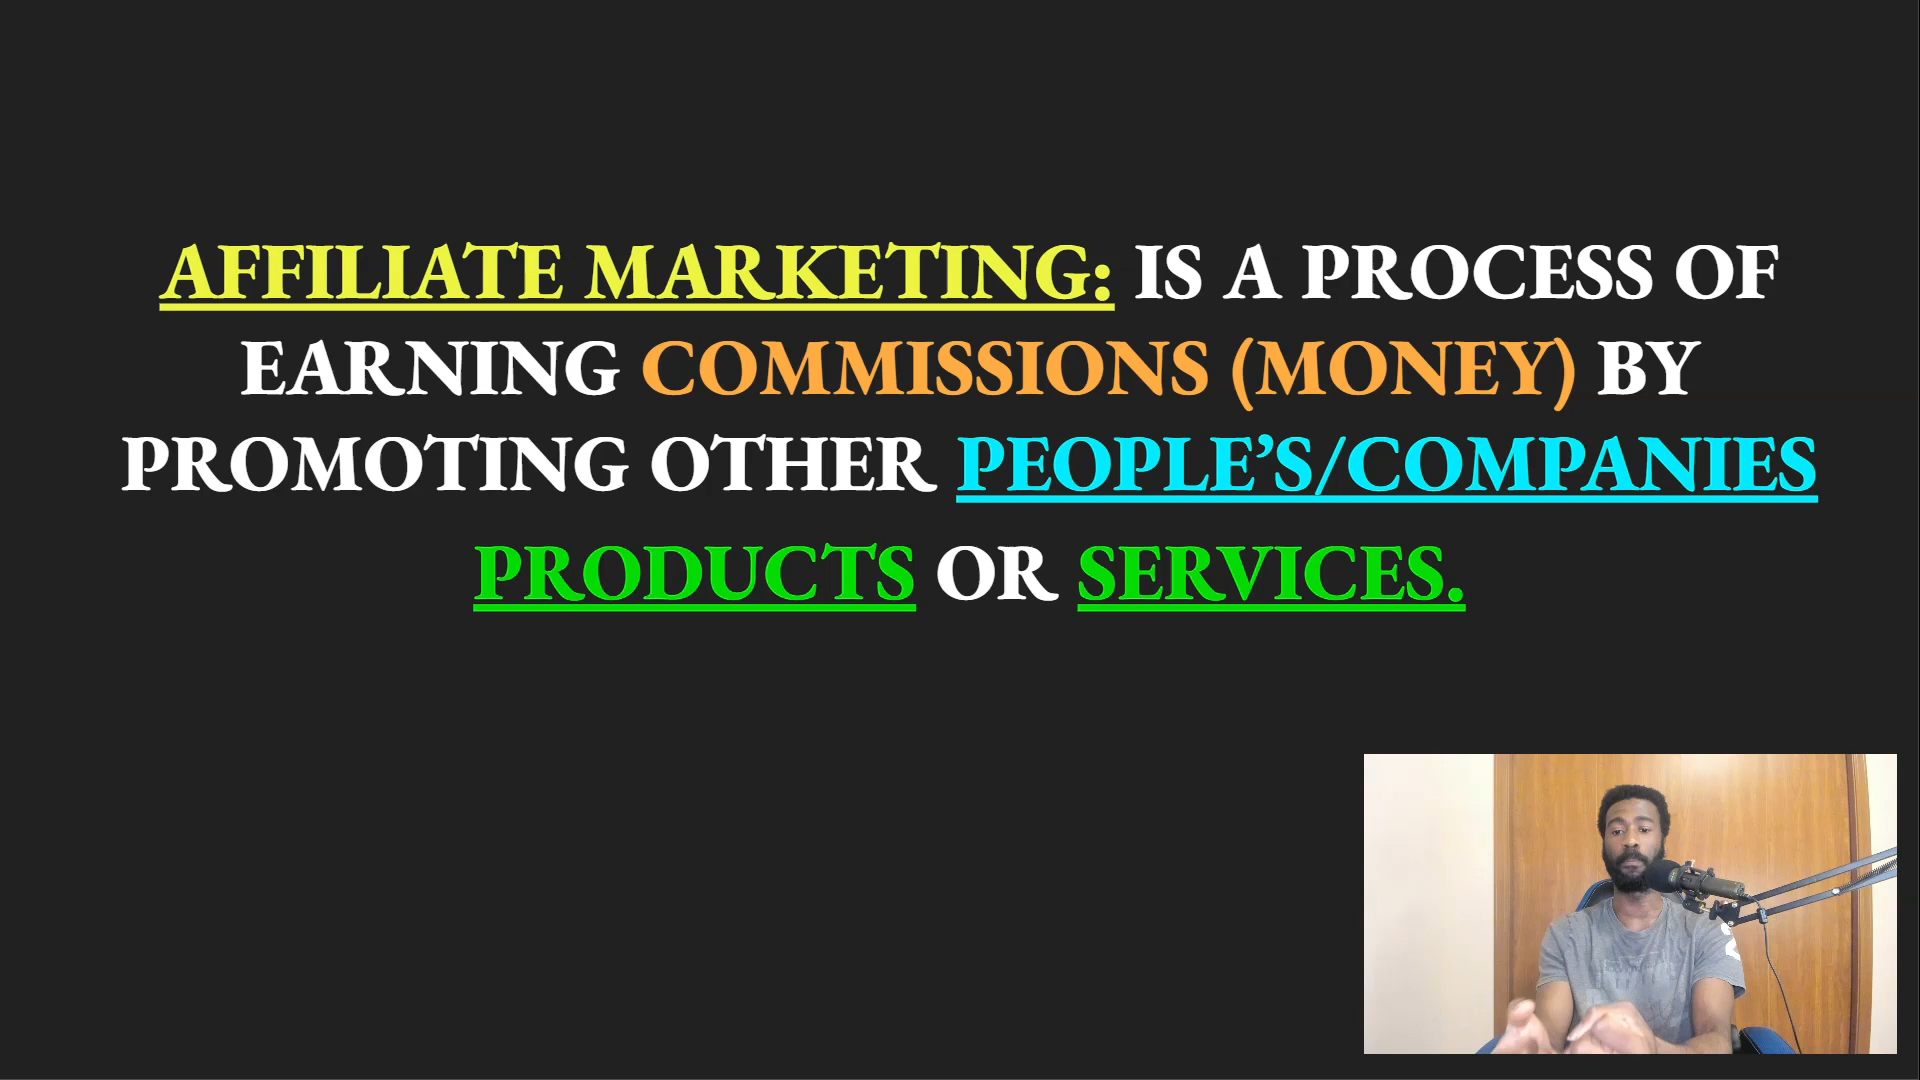 AFFILIATE MARKETING: IS A PROCESS OF
EARNING COMMISSIONS (MONEY) BY
PROMOTING OTHER PEOPLE’S/COMPANIES
PRODUCTS OR SERVICES.